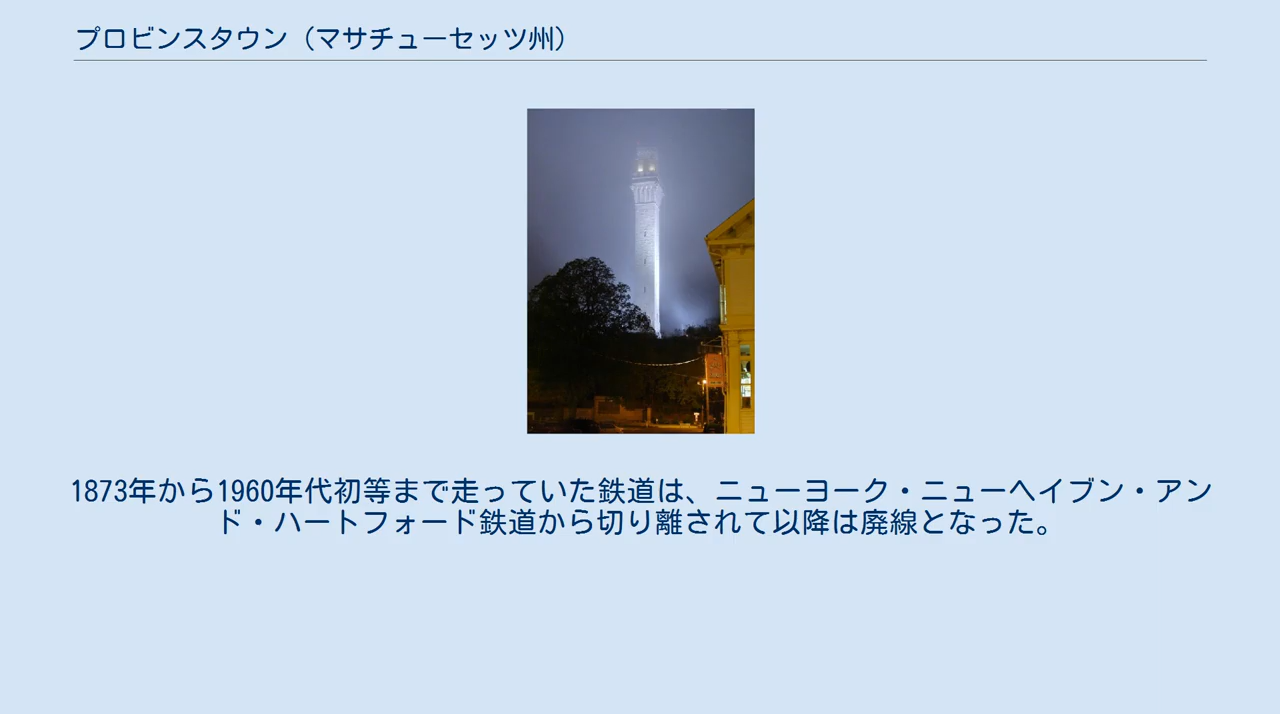 プロビンスタウン（マサチューセッツ州）
1873年から1960年代初等まで走っていた鉄道は、ニューヨーク・ニューヘイブン・アン
ド・ハートフォード鉄道から切り離されて以降は廃線となった。